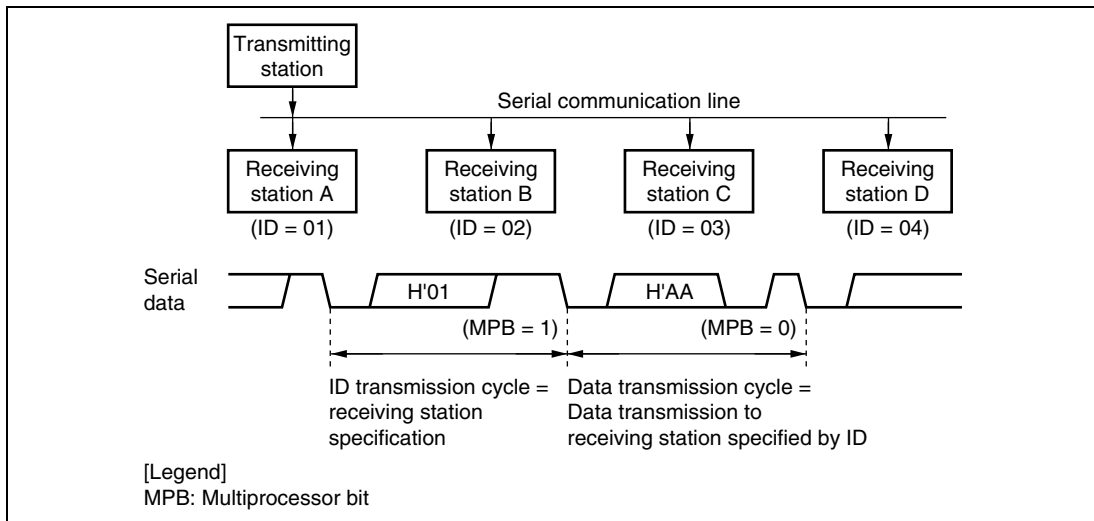 Transmitting
station
Serial communication line
Receiving
station A
Receiving
station B
Receiving
station C
Receiving
station D
(ID = 01)
(ID = 02)
(ID = 03)
(ID = 04)
Serial
data
H'01
H'AA
(MPB = 1)
(MPB = 0)
ID transmission cycle =
receiving station
specification
Data transmission cycle =
Data transmission to
receiving station specified by ID
[Legend]
MPB: Multiprocessor bit